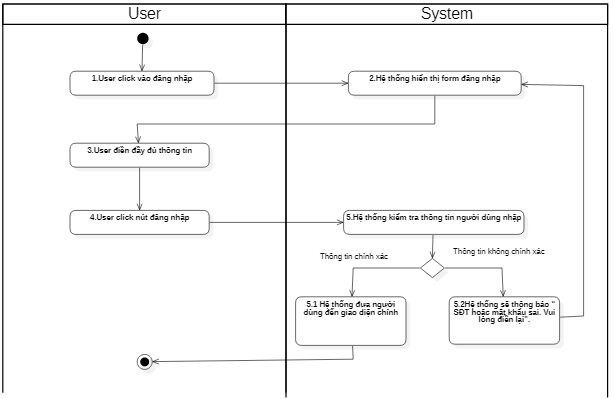 User
System
1.User click vào đăng nhập
2.Hệ thống hiển thị form đăng nhập
3.User điền đầy đủ thông tin
4.User click nút đăng nhập
5.Hệ thống kiểm tra thông tin người dùng nhập
Thông tin chính xác
Thông tin không chính xác
5.1 Hệ thống đưa người
dùng đến giao diện chính
5.2Hệ thống sẽ thông báo "
SĐT hoặc mật khẩu sai. Vui
lòng điền lại".